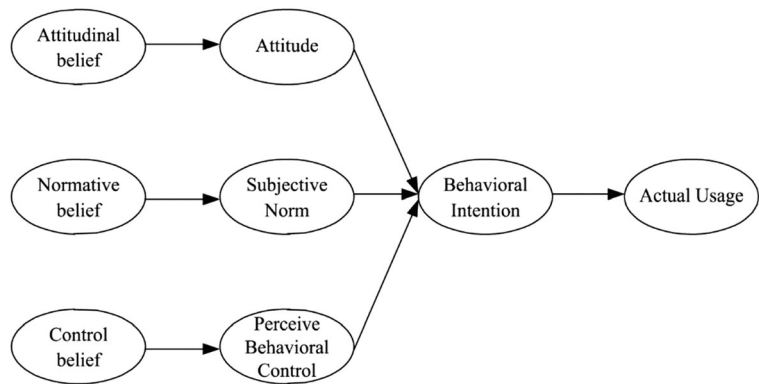 Attitudinal
belief
Attitude
Normative
belief
Subjective
Norm
Behavioral
Intention
Actual Usage
Control
belief
Perceive
Behavioral
Control